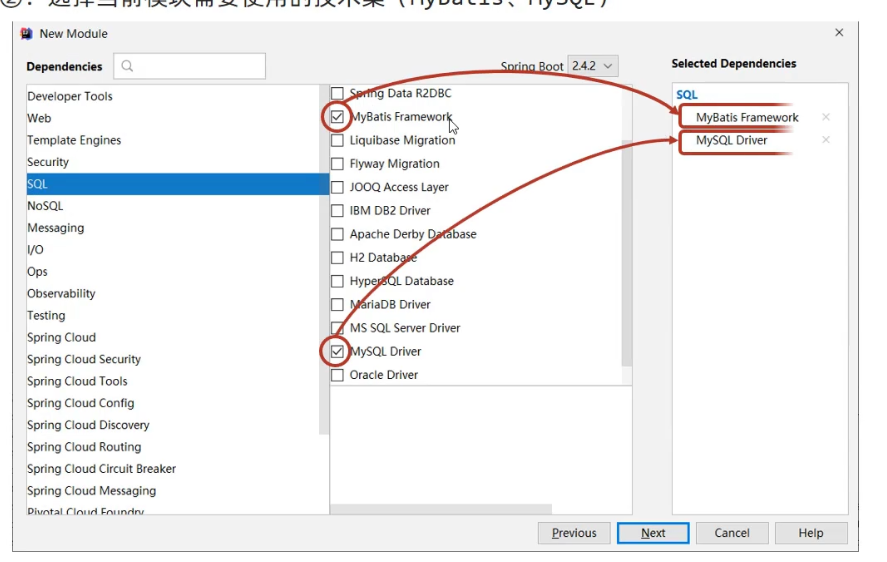 ②：选择当前模块需要使用的技术集（MyBatis、MySQL）
New Module
Dependencies
Spring Boot 2.4.2
Selected Dependencies
Developer Tools
Web
Template Engines
Security
SQL
NoSQL
Messaging
I/O
Ops
Observability
Testing
Spring Cloud
Spring Cloud Security
Spring Cloud Tools
Spring Cloud Config
Spring Cloud Discovery
Spring Cloud Routing
Spring Cloud Circuit Breaker
Spring Cloud Messaging
Pivotal Cloud Foundry
Spring Data R2DBC
MyBatis Framework
Liquibase Migration
Flyway Migration
JOOQ Access Layer
IBM DB2 Driver
Apache Derby Database
H2 Database
HyperSQL Database
MariaDB Driver
MS SQL Server Driver
MySQL Driver
Oracle Driver
SQL
MyBatis Framework
MySQL Driver
Previous
Next
Cancel
Help